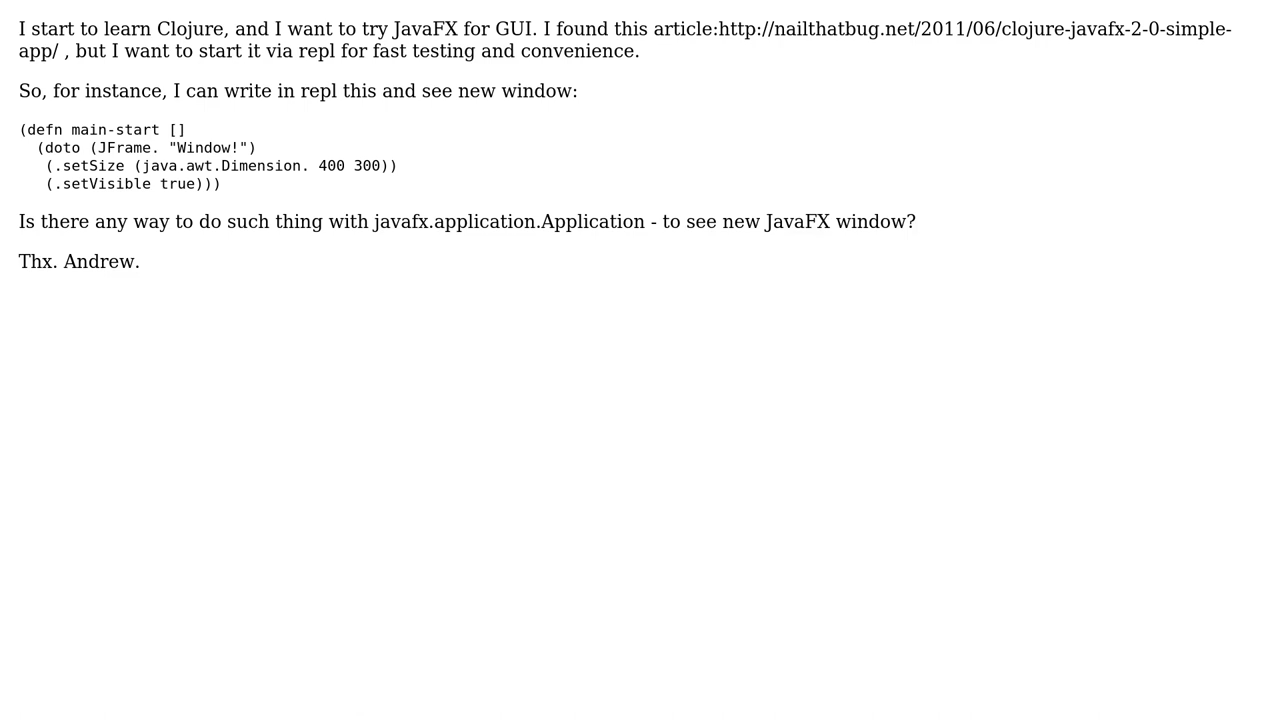 I start to learn Clojure, and I want to try JavaFX for GUI. I found this article:http://nailthatbug.net/2011/06/clojure-javafx-2-0-simple-
app/ , but I want to start it via repl for fast testing and convenience.
So, for instance, I can write in repl this and see new window:
(defn main-start []
  (doto (JFrame. "Window!")
   (.setSize (java.awt.Dimension. 400 300))
   (.setVisible true)))
Is there any way to do such thing with javafx.application.Application - to see new JavaFX window?
Thx. Andrew.